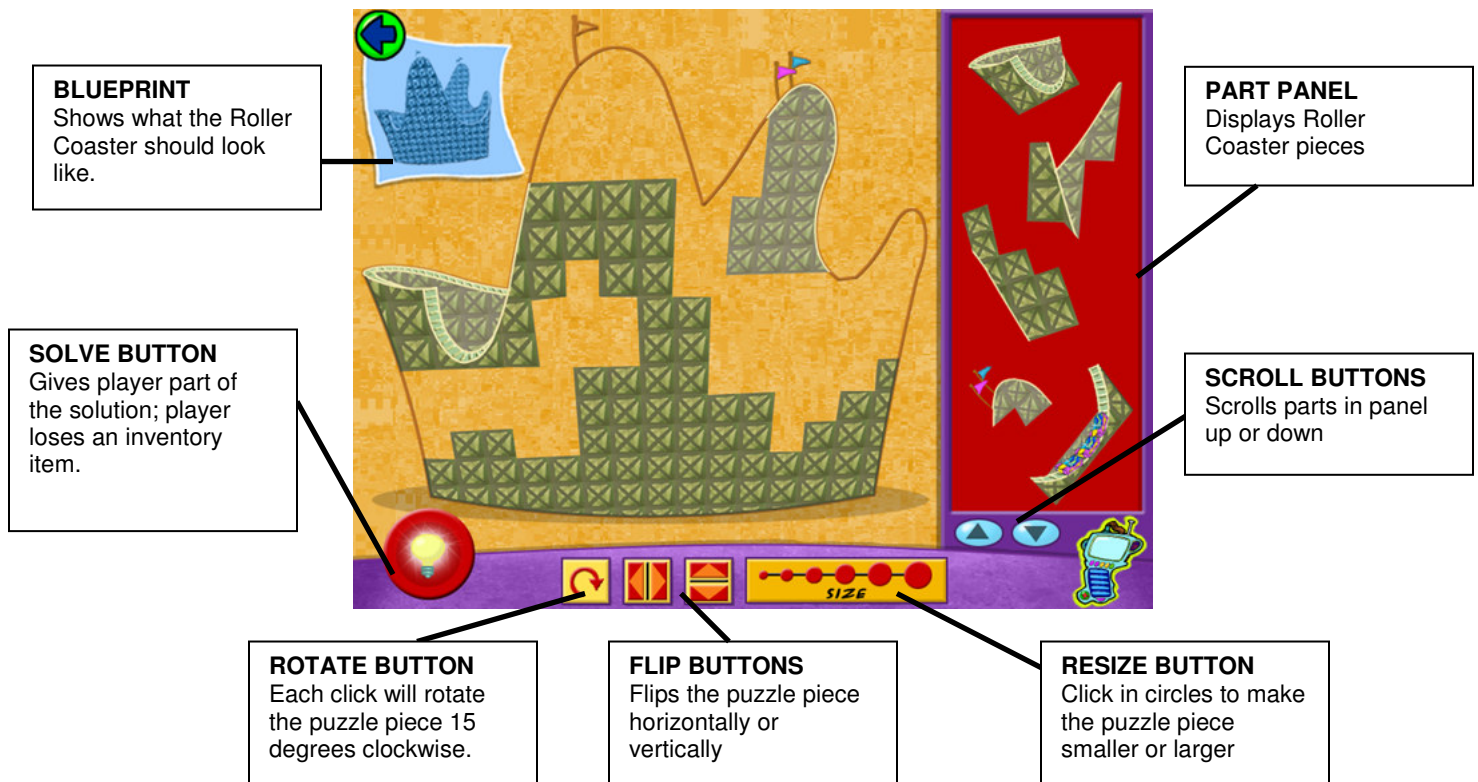 BLUEPRINT
Shows what the Roller
Coaster should look
like.
PART PANEL
Displays Roller
Coaster pieces
SOLVE BUTTON
Gives player part of
the solution; player
loses an inventory
item.
SCROLL BUTTONS
Scrolls parts in panel
up or down
SIZE
ROTATE BUTTON
Each click will rotate
the puzzle piece 15
degrees clockwise.
FLIP BUTTONS
Flips the puzzle piece
horizontally or
vertically
RESIZE BUTTON
Click in circles to make
the puzzle piece
smaller or larger